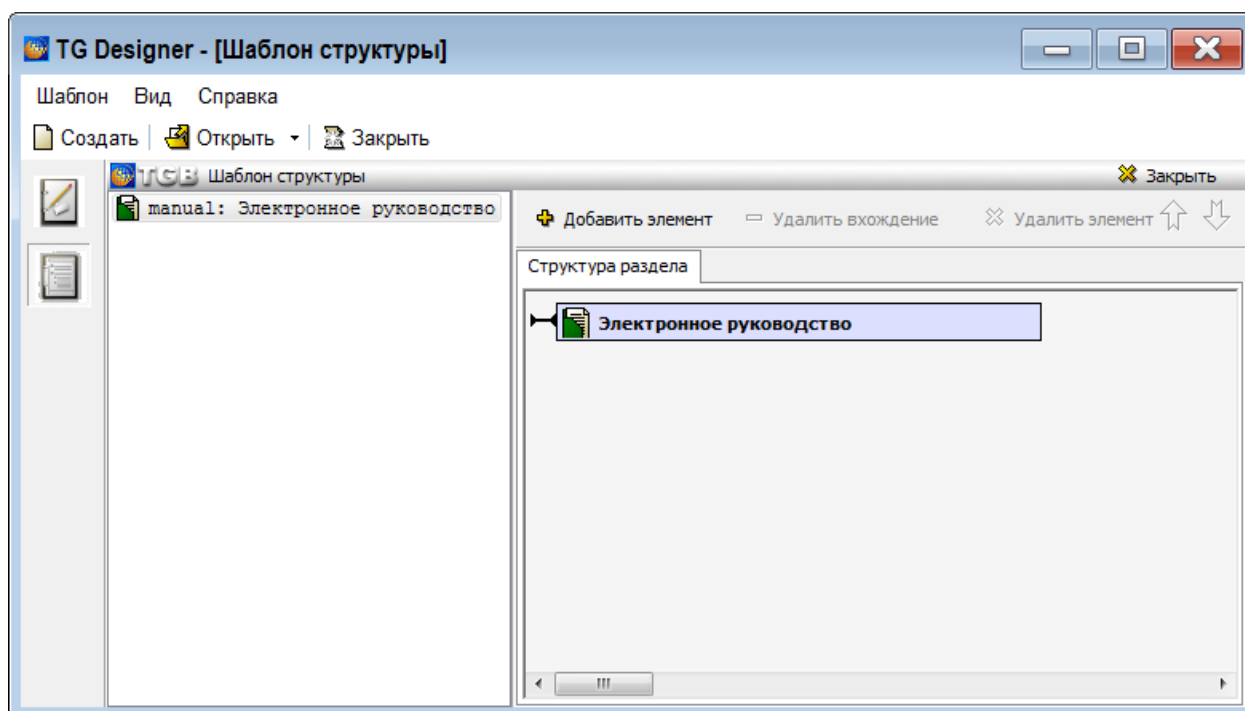 TG Designer - [Шаблон структуры]
Шаблон Вид Справка
Создать Открыть Закрыть
TGB Шаблон структуры Закрыть
manual: Электронное руководство
Добавить элемент Удалить вхождение Удалить элемент
Структура раздела
Электронное руководство